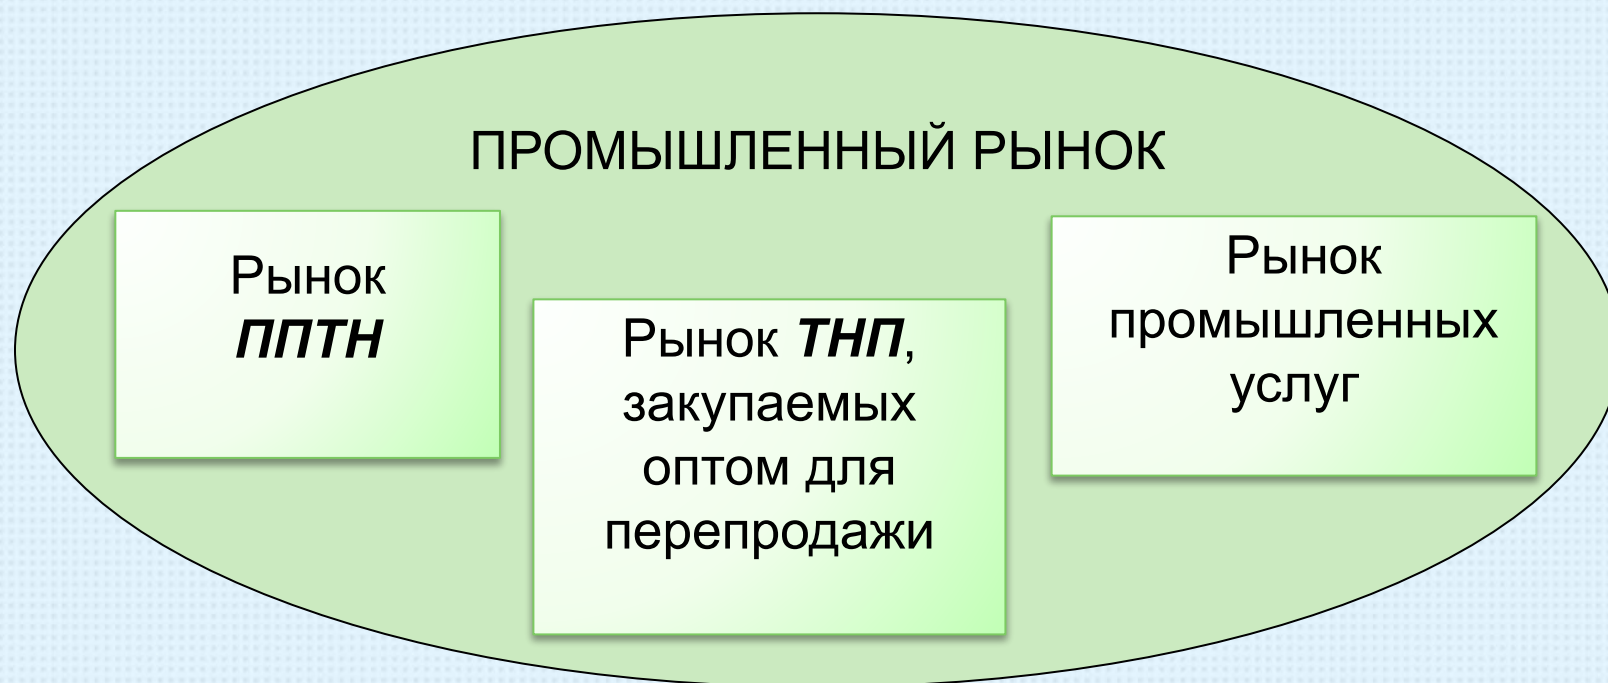 ПРОМЫШЛЕННЫЙ РЫНОК
Рынок
ППТН
Рынок ТНП,
закупаемых
оптом для
перепродажи
Рынок
промышленных
услуг